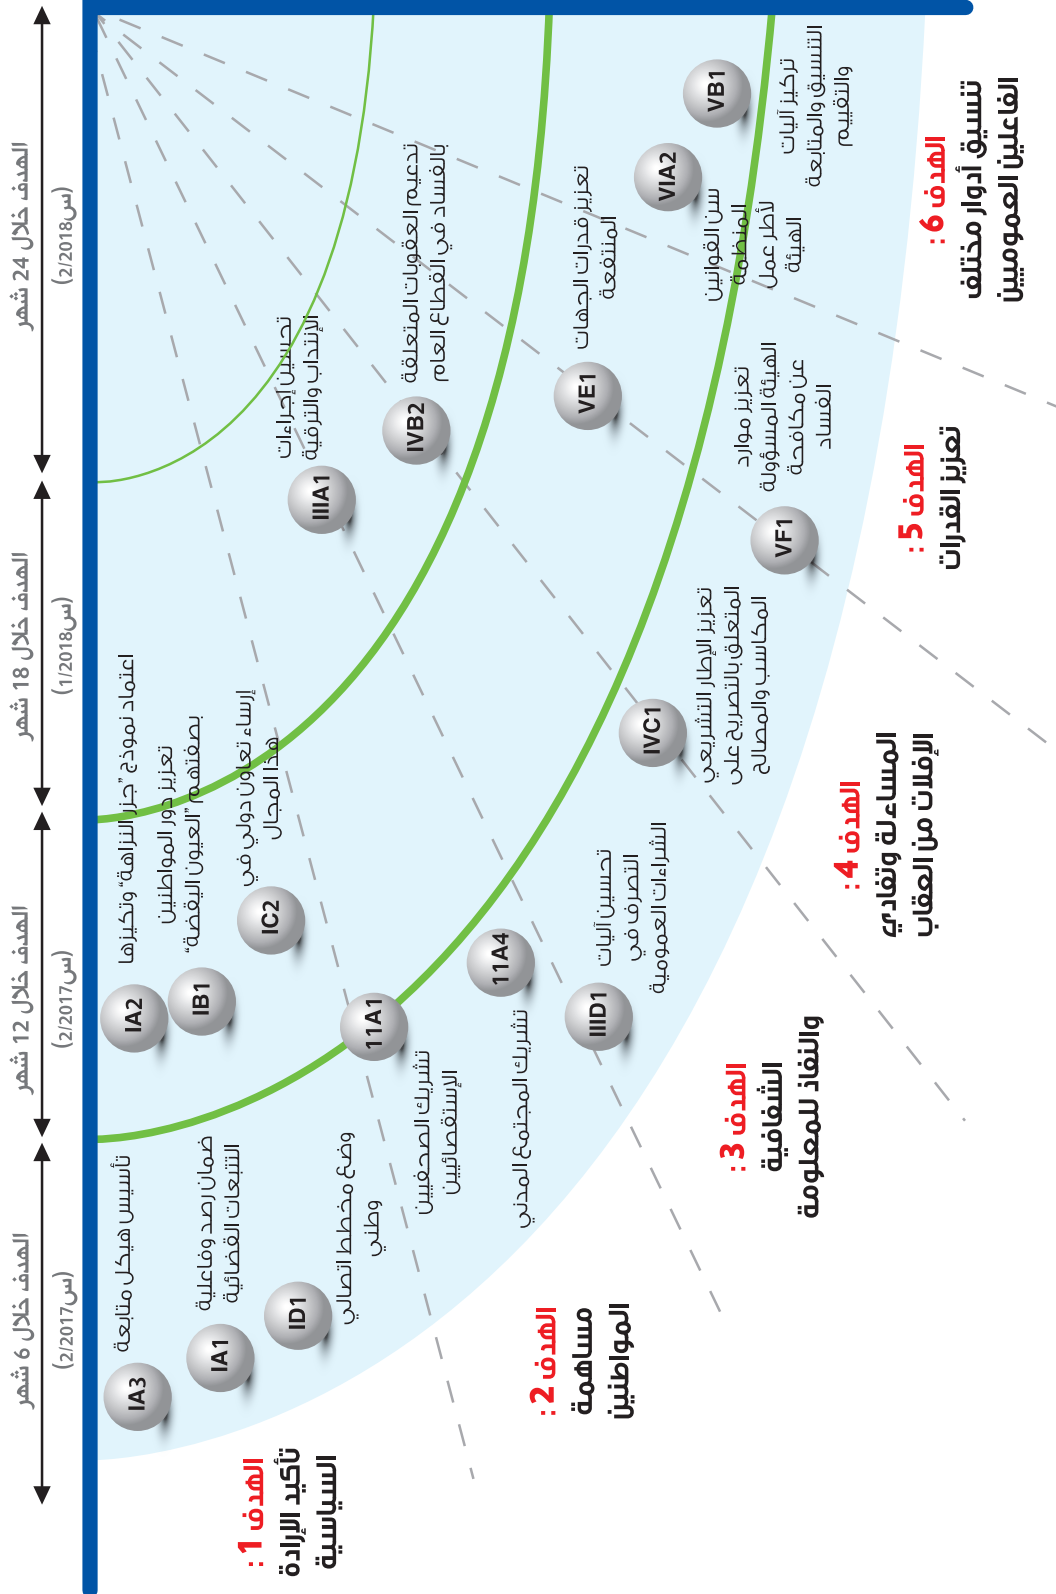 الهدف خلال 6 شهر
(س2/2017)
الهدف خلال 12 شهر
(س2/2017)
الهدف خلال 18 شهر
(س1/2018)
الهدف خلال 24 شهر
(س2/2018)
IA3
تأسيس هيكل متابعة
IA1
ضمان رصد وفاعلية
التتبعات القضائية
ID1
وضع مخطط اتصالي
وطني
IA2
اعتماد نموذج "جزر النزاهة" وتكيزها
IB1
تعزيز دور المواطنين
بصفتهم "العيون اليقضة"
IC2
إرساء تعاون دولي في
هذا المجال
11A1
تشريك الصحفيين
الإستقصائيين
11A4
تشريك المجتمع المدني
IIID1
تحسين آليات
التصرف في
الشراءات العمومية
IIIA1
تحسين إجراءات
الإنتداب والترقية
IVB2
تدعيم العقوبات المتعلقة
بالفساد في القطاع العام
IVC1
تعزيز الإطار التشريعي
المتعلق بالتصريح على
المكاسب والمصالح
VE1
تعزيز قدرات الجهات
المنتفعة
VF1
تعزيز موارد
الهيئة المسؤولة
عن مكافحة
الفساد
VIA2
سن القوانين
المنظمة
لأطر عمل
الهيئة
VB1
تركيز آليات
التنسيق والمتابعة
والتقييم
الهدف 1 :
تأكيد الإرادة
السياسية
الهدف 2 :
مساهمة
المواطنين
الهدف 3 :
الشفافية
والنفاذ للمعلومة
الهدف 4 :
المساءلة وتفادي
الإفلات من العقاب
الهدف 5 :
تعزيز القدرات
الهدف 6 :
تنسيق أدوار مختلف
الفاعلين العموميين